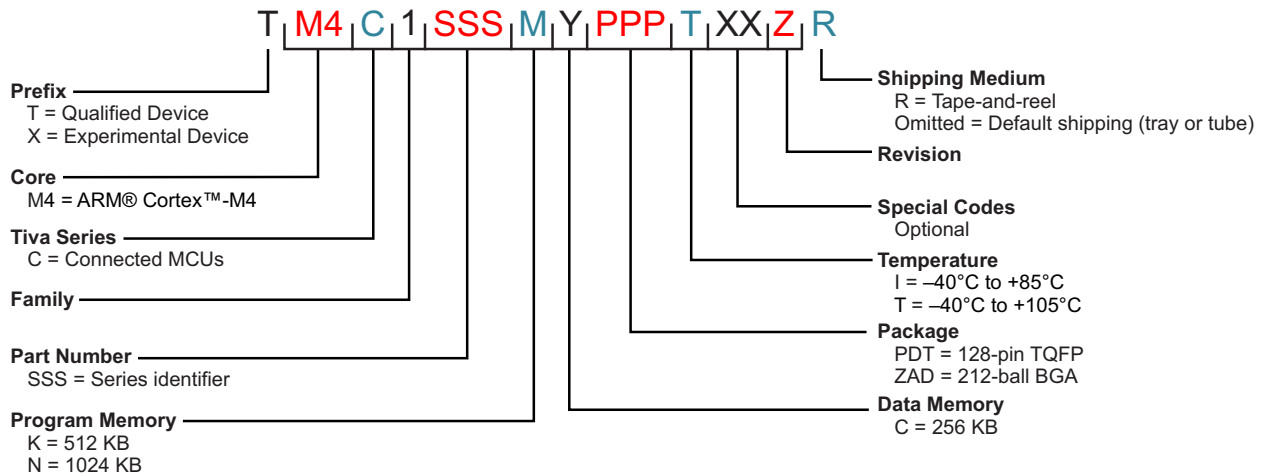 T M4 C 1 SSS M Y PPP T XX Z R
Prefix
T = Qualified Device
X = Experimental Device
Core
M4 = ARM® Cortex™-M4
Tiva Series
C = Connected MCUs
Family
Part Number
SSS = Series identifier
Program Memory
K = 512 KB
N = 1024 KB
Shipping Medium
R = Tape-and-reel
Omitted = Default shipping (tray or tube)
Revision
Special Codes
Optional
Temperature
I = –40°C to +85°C
T = –40°C to +105°C
Package
PDT = 128-pin TQFP
ZAD = 212-ball BGA
Data Memory
C = 256 KB